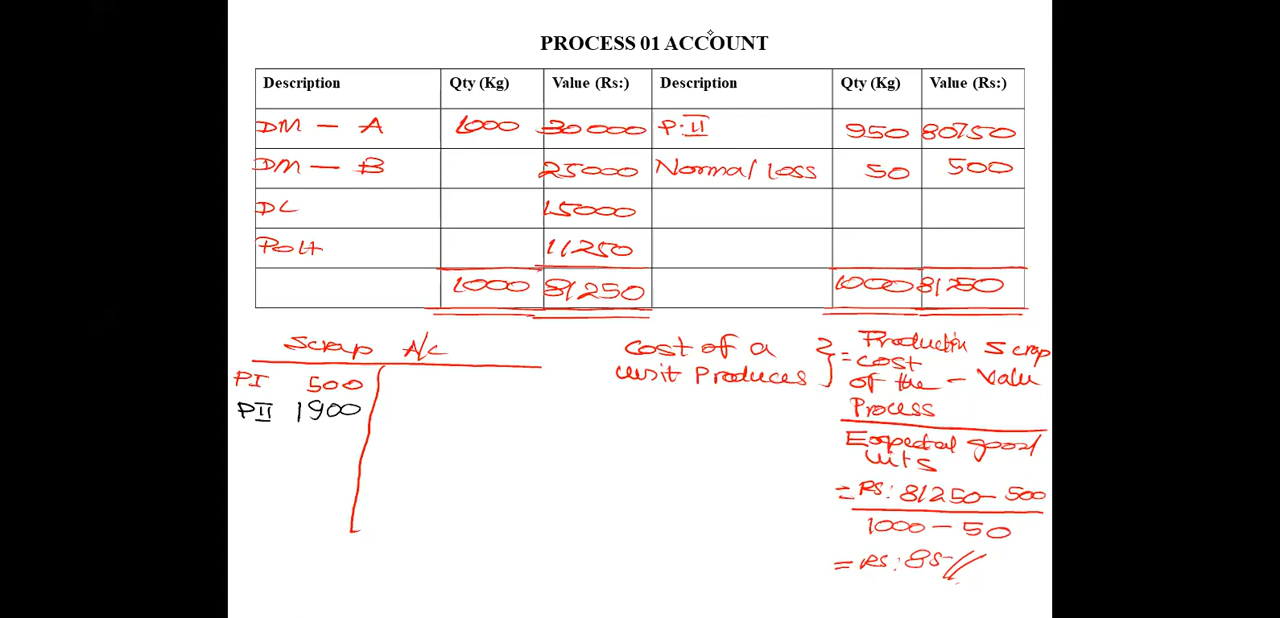 PROCESS 01 ACCOUNT
Description Qty (Kg) Value (Rs:) Description Qty (Kg) Value (Rs:)
DM - A 1000 30000 P.II 950 80750
DM - B 25000 Normal loss 50 500
DL 15000
POH 11250
1000 81250 1000 81250
Scrap A/c
PI 500
PII 1900
cost of a unit Produces } = Production cost of the Process - Scrap Value
Expected good units
= RS: 81250 - 500
1000 - 50
= RS: 85 //